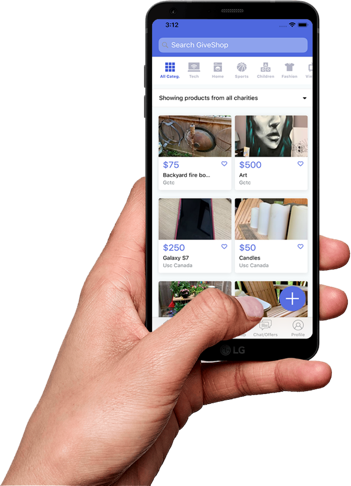 3:12
Search GiveShop
All Categ.
Tech
Home
Sports
Children
Fashion
Showing products from all charities
$75
Backyard fire bo...
Gctc
$500
Art
Gctc
$250
Galaxy S7
Usc Canada
$50
Candles
Usc Canada
Chat/Offers
Profile
LG